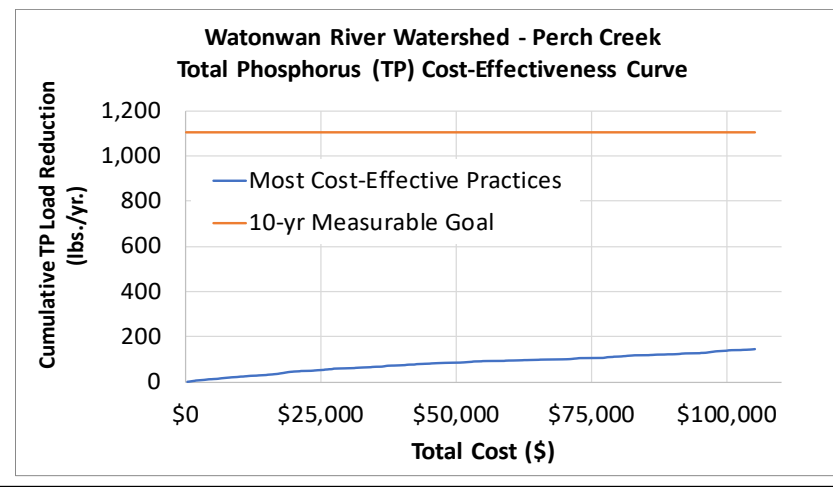 Watonwan River Watershed - Perch Creek
Total Phosphorus (TP) Cost-Effectiveness Curve
Cumulative TP Load Reduction
(lbs./yr.)
1,200
1,000
800
600
400
200
0
Most Cost-Effective Practices
10-yr Measurable Goal
$0
$25,000
$50,000
$75,000
$100,000
Total Cost ($)